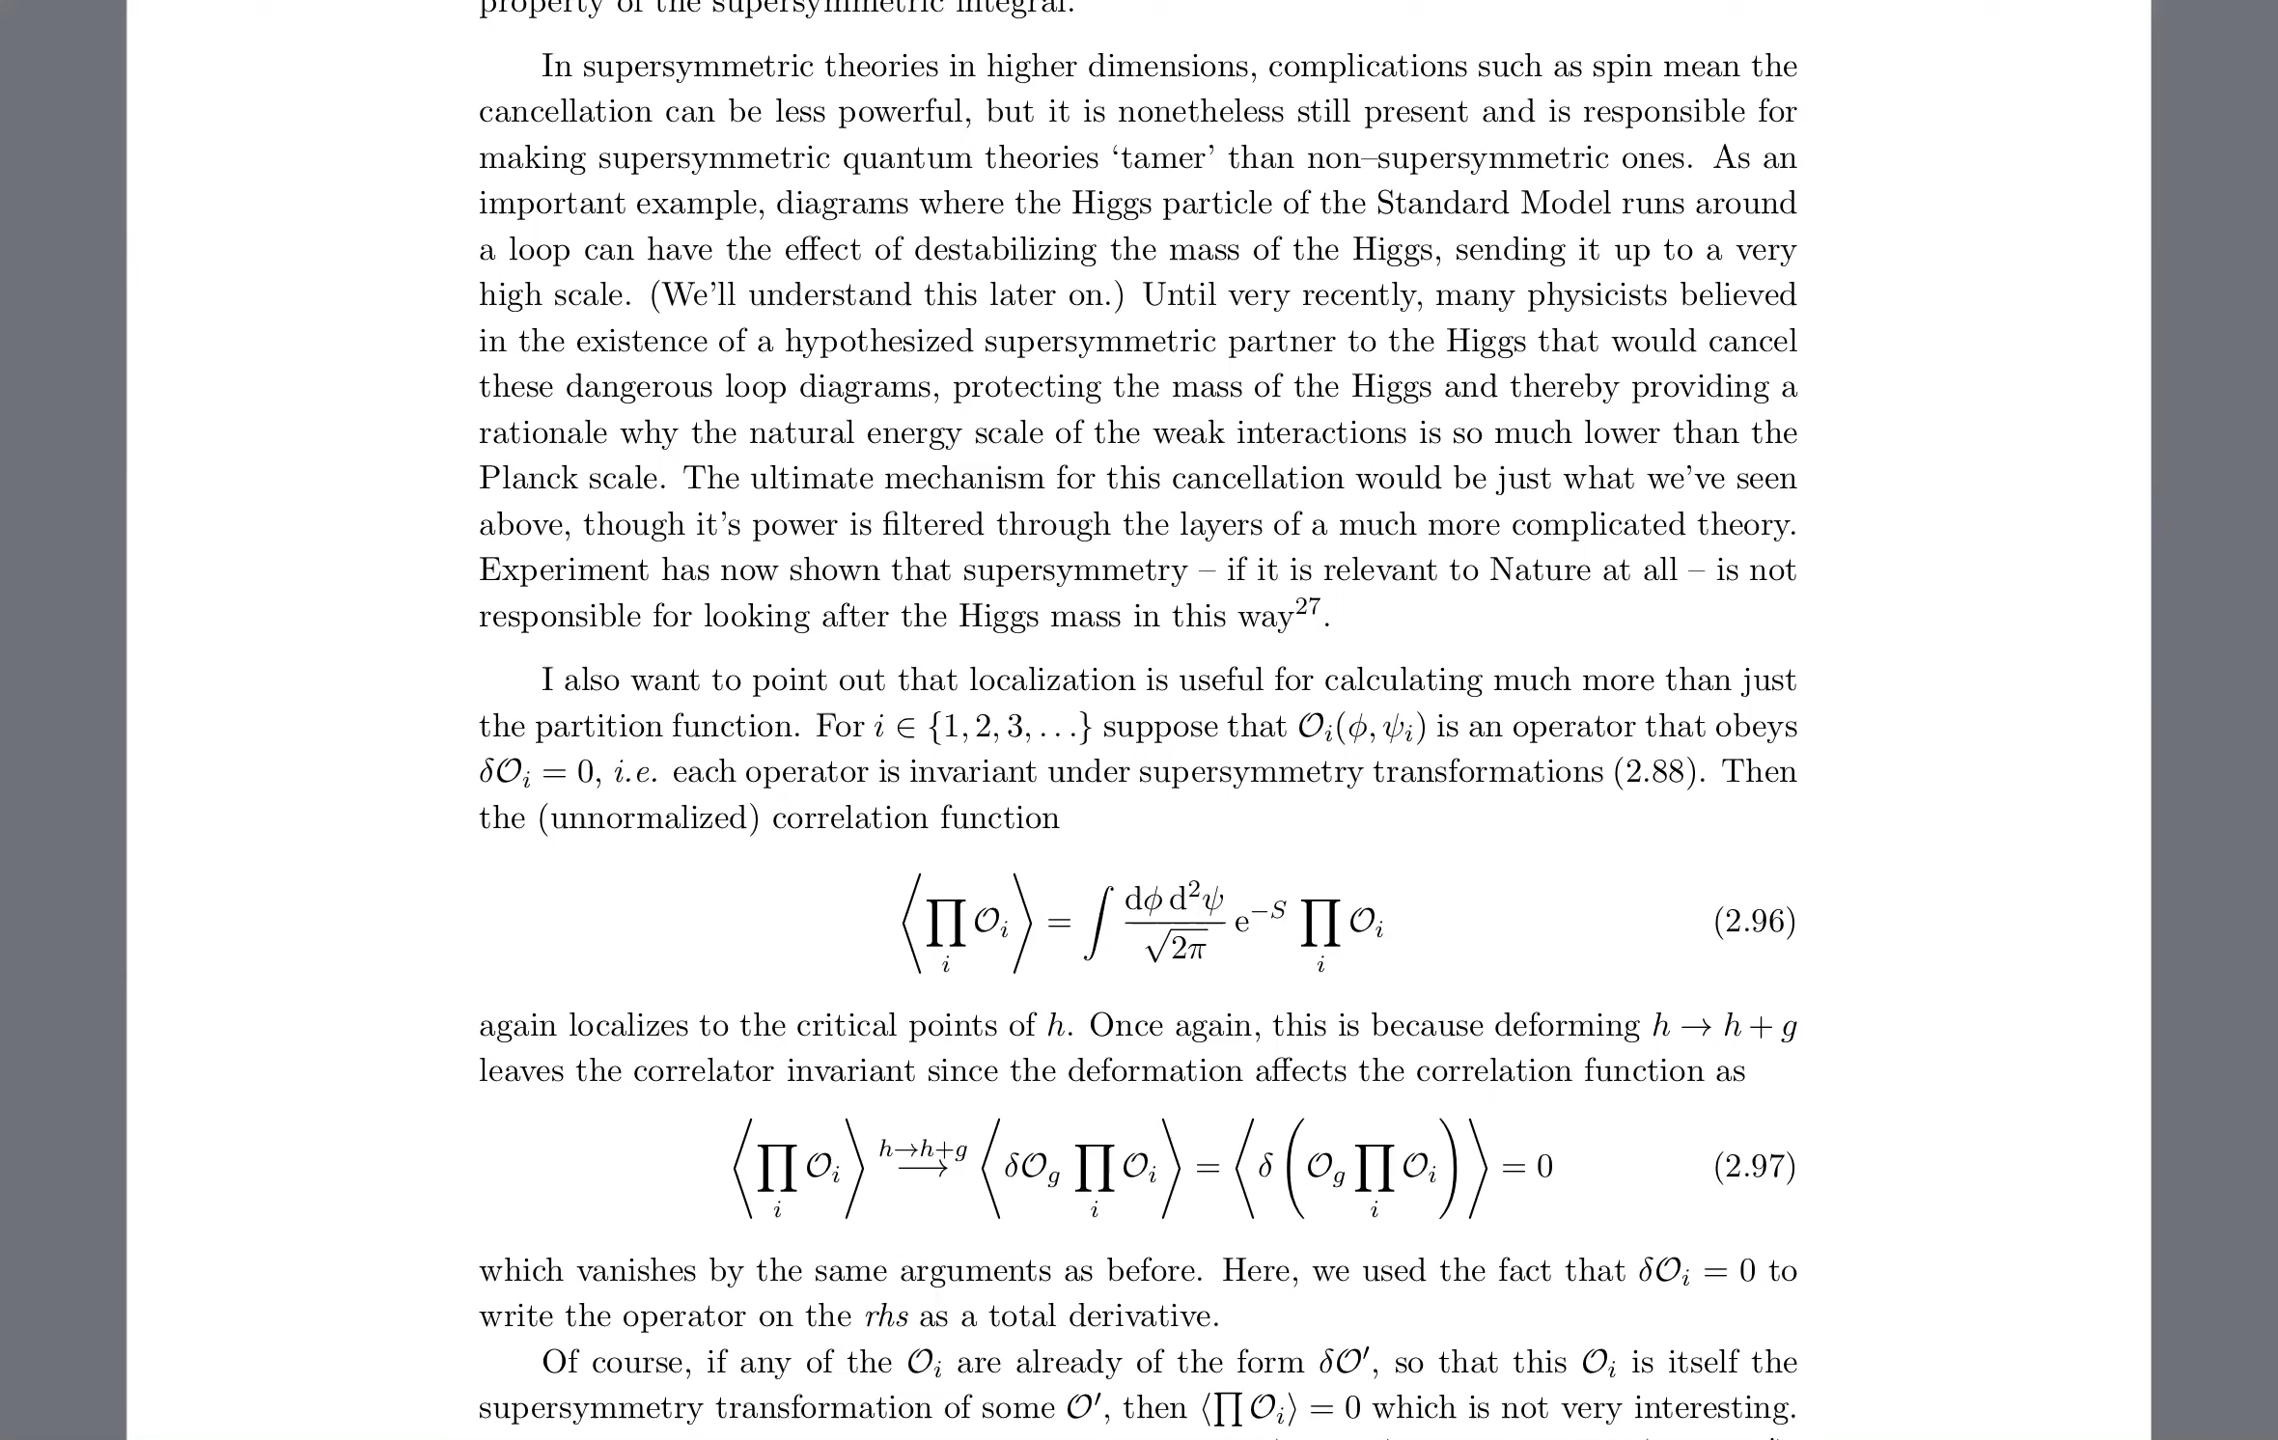 property of the supersymmetric integral.
In supersymmetric theories in higher dimensions, complications such as spin mean the
cancellation can be less powerful, but it is nonetheless still present and is responsible for
making supersymmetric quantum theories ‘tamer’ than non–supersymmetric ones. As an
important example, diagrams where the Higgs particle of the Standard Model runs around
a loop can have the effect of destabilizing the mass of the Higgs, sending it up to a very
high scale. (We’ll understand this later on.) Until very recently, many physicists believed
in the existence of a hypothesized supersymmetric partner to the Higgs that would cancel
these dangerous loop diagrams, protecting the mass of the Higgs and thereby providing a
rationale why the natural energy scale of the weak interactions is so much lower than the
Planck scale. The ultimate mechanism for this cancellation would be just what we’ve seen
above, though it’s power is filtered through the layers of a much more complicated theory.
Experiment has now shown that supersymmetry – if it is relevant to Nature at all – is not
responsible for looking after the Higgs mass in this way²⁷.
I also want to point out that localization is useful for calculating much more than just
the partition function. For i ∈ {1, 2, 3, . . .} suppose that 𝒪ᵢ(ϕ, ψᵢ) is an operator that obeys
δ𝒪ᵢ = 0, i.e. each operator is invariant under supersymmetry transformations (2.88). Then
the (unnormalized) correlation function
⟨∏ᵢ 𝒪ᵢ⟩ = ∫ dϕ d²ψ / √2π e^{−S} ∏ᵢ 𝒪ᵢ (2.96)
again localizes to the critical points of h. Once again, this is because deforming h → h + g
leaves the correlator invariant since the deformation affects the correlation function as
⟨∏ᵢ 𝒪ᵢ⟩ h→h+g ⟶ ⟨δ𝒪_g ∏ᵢ 𝒪ᵢ⟩ = ⟨δ(𝒪_g ∏ᵢ 𝒪ᵢ)⟩ = 0 (2.97)
which vanishes by the same arguments as before. Here, we used the fact that δ𝒪ᵢ = 0 to
write the operator on the rhs as a total derivative.
Of course, if any of the 𝒪ᵢ are already of the form δ𝒪′, so that this 𝒪ᵢ is itself the
supersymmetry transformation of some 𝒪′, then ⟨∏ 𝒪ᵢ⟩ = 0 which is not very interesting.